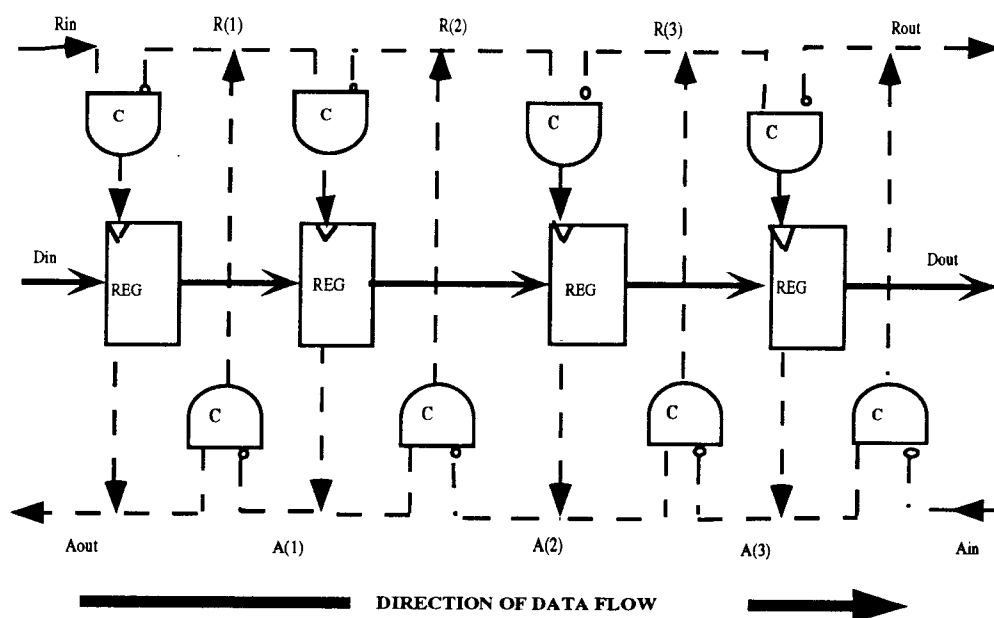 Rin R(1) R(2) R(3) Rout
C C C C
Din REG REG REG REG Dout
C C C C
Aout A(1) A(2) A(3) Ain
DIRECTION OF DATA FLOW